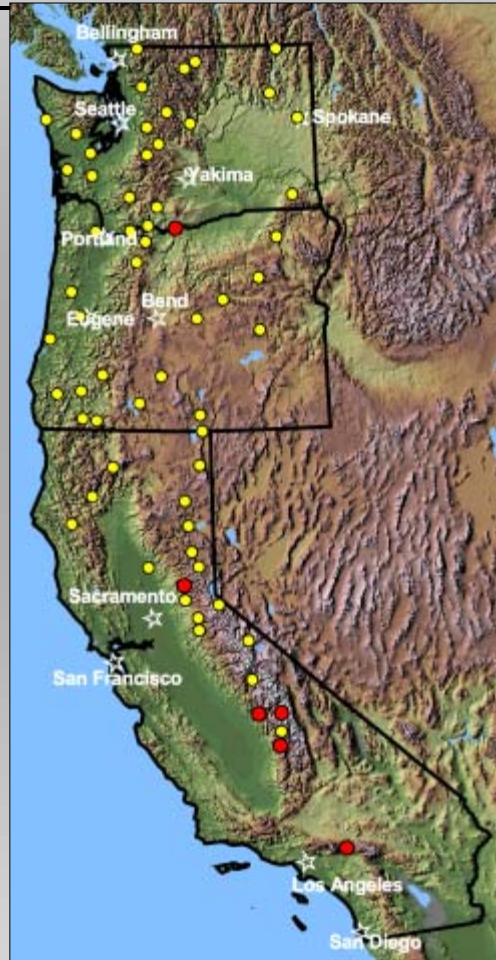 Bellingham
Seattle
Spokane
Yakima
Portland
Bend
Eugene
Sacramento
San Francisco
Los Angeles
San Diego